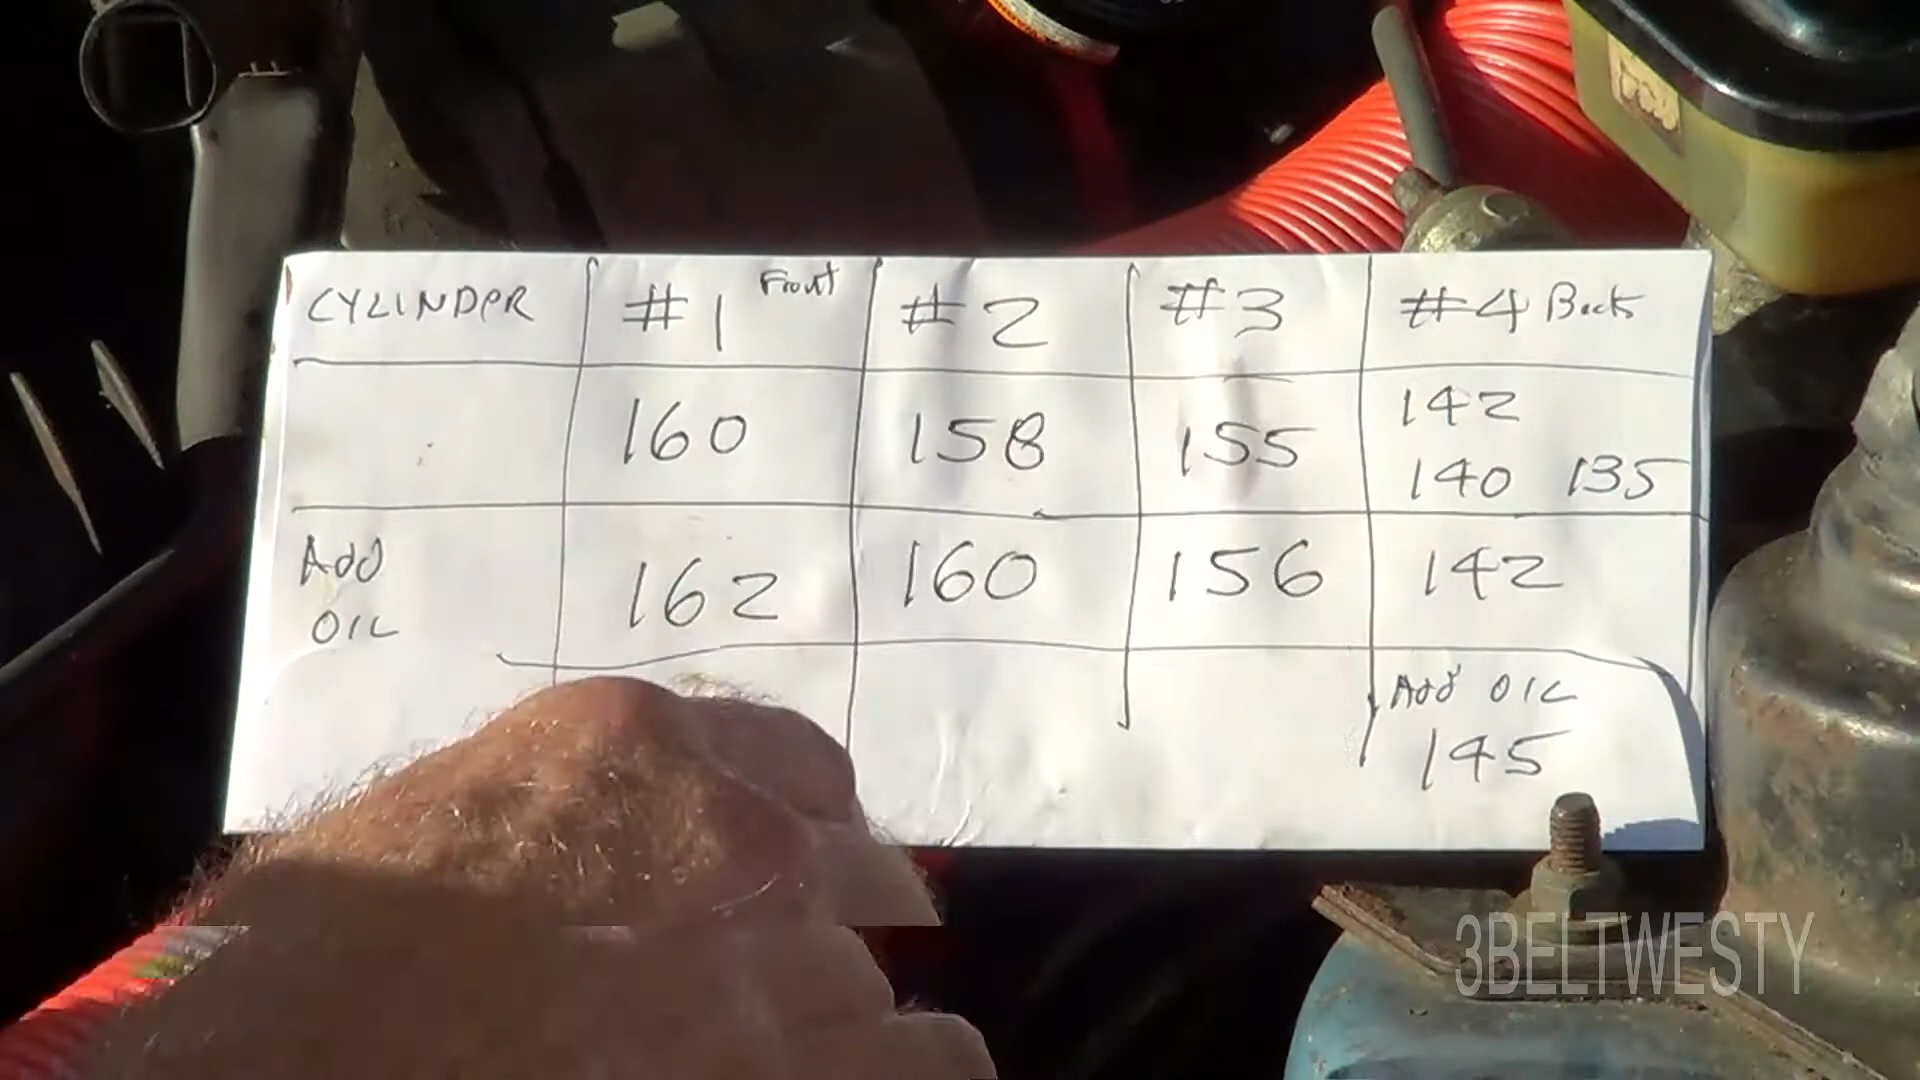 CYLINDER #1 Front #2 #3 #4 Back
160 158 155 142
140 135
Add 162 160 156 142
OIL
Add OIL
145
3BELTWESTY